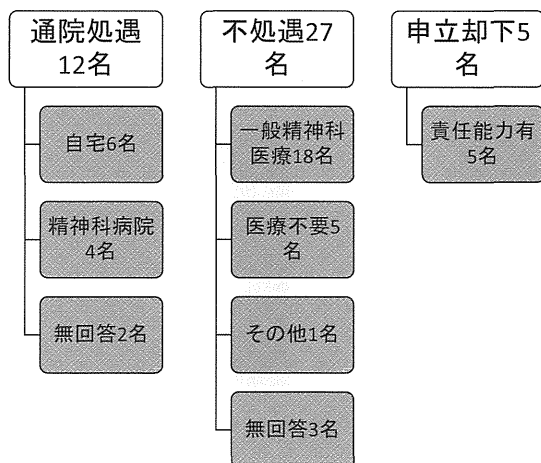 通院処遇
12名
自宅6名
精神科病院
4名
無回答2名
不処遇27
名
一般精神科
医療18名
医療不要5
名
その他1名
無回答3名
申立却下5
名
責任能力有
5名